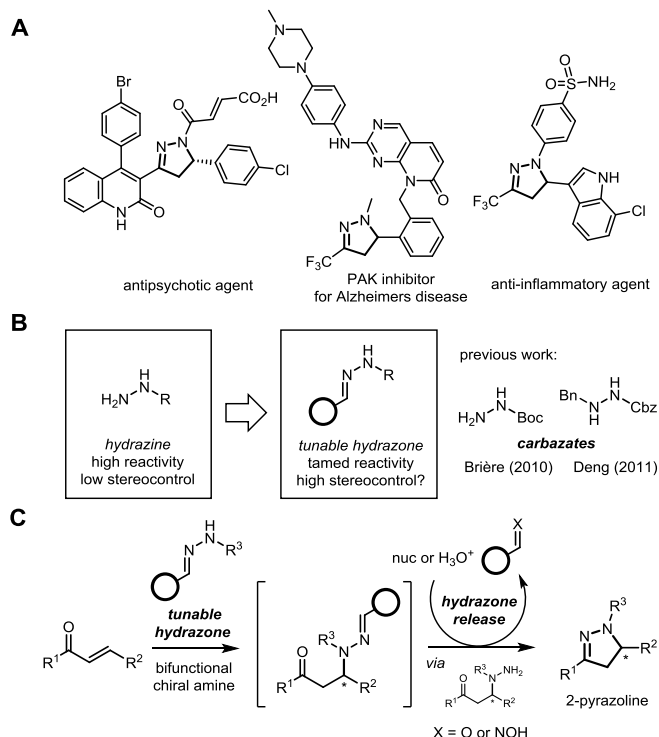 A
Br
O
CO2H
N
N
Cl
N
H
O
antipsychotic agent
N
N
N
HN
N
N
N
O
N
N
F3C
PAK inhibitor
for Alzheimers disease
O
S
NH2
O
N
N
NH
F3C
Cl
anti-inflammatory agent
B
H
N
H2N
R
hydrazine
high reactivity
low stereocontrol
H
N
N
R
tunable hydrazone
tamed reactivity
high stereocontrol?
previous work:
H
N
H2N
Boc
Bn
H
N
N
H
Cbz
carbazates
Brière (2010)
Deng (2011)
C
H
N
N
R3
tunable
hydrazone
bifunctional
chiral amine
O
R1
R2
R3
N
N
O
R1
*
R2
nuc or H3O+
X
hydrazone
release
via
R3
N
NH2
O
R1
*
R2
X = O or NOH
R3
N
N
R1
*
R2
2-pyrazoline